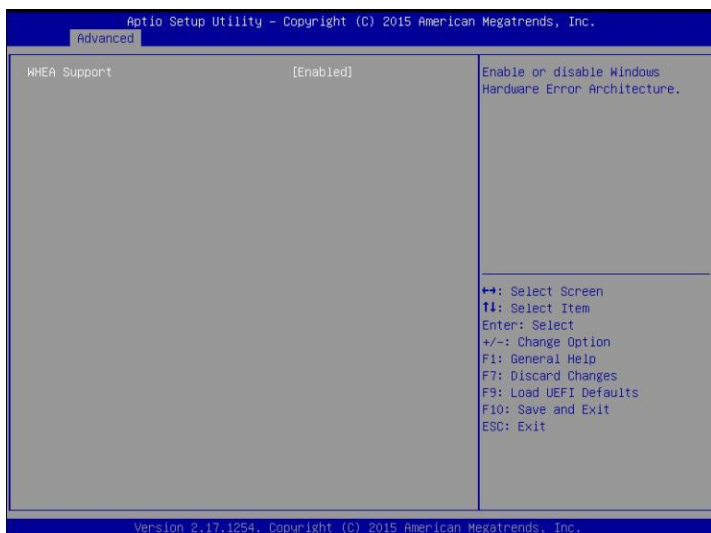 Aptio Setup Utility – Copyright (C) 2015 American Megatrends, Inc.
Advanced
WHEA Support [Enabled]
Enable or disable Windows
Hardware Error Architecture.
↔: Select Screen
↑↓: Select Item
Enter: Select
+/-: Change Option
F1: General Help
F7: Discard Changes
F9: Load UEFI Defaults
F10: Save and Exit
ESC: Exit
Version 2.17.1254. Copyright (C) 2015 American Megatrends, Inc.